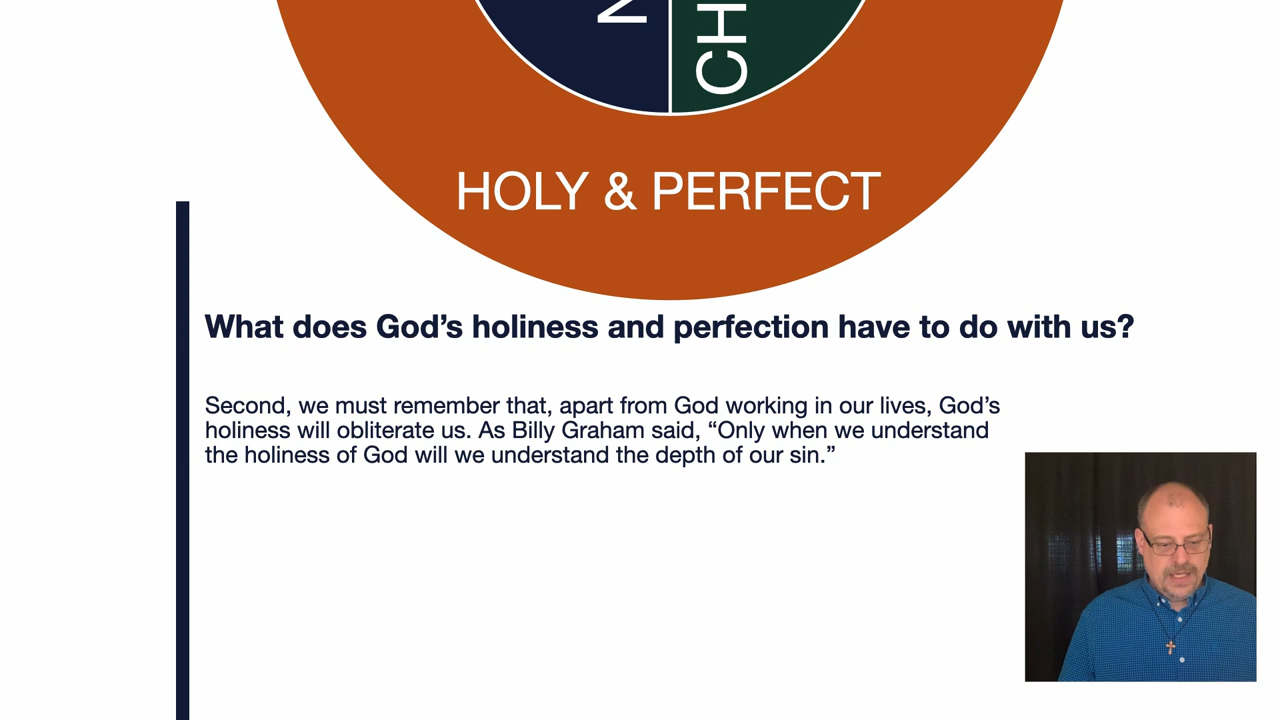 N
CH
HOLY & PERFECT
What does God’s holiness and perfection have to do with us?
Second, we must remember that, apart from God working in our lives, God’s
holiness will obliterate us. As Billy Graham said, “Only when we understand
the holiness of God will we understand the depth of our sin.”